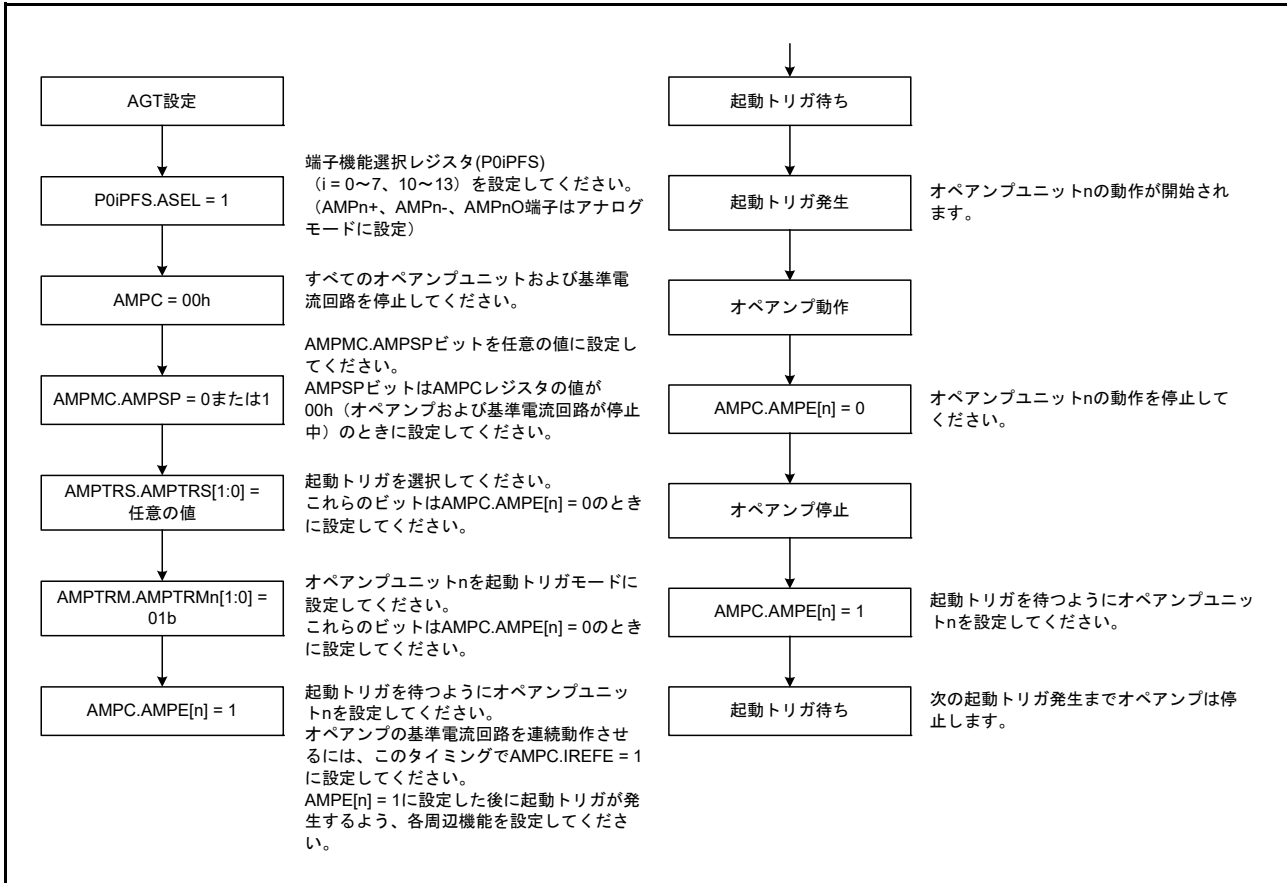 AGT設定
P0iPFS.ASEL = 1
端子機能選択レジスタ(P0iPFS)
（i = 0～7、10～13）を設定してください。
（AMPn+、AMPn-、AMPnO端子はアナログ
モードに設定）
AMPC = 00h
すべてのオペアンプユニットおよび基準電
流回路を停止してください。
AMPMC.AMPSP = 0または1
AMPMC.AMPSPビットを任意の値に設定し
てください。
AMPSPビットはAMPCレジスタの値が
00h（オペアンプおよび基準電流回路が停止
中）のときに設定してください。
AMPTRS.AMPTRS[1:0] =
任意の値
起動トリガを選択してください。
これらのビットはAMPC.AMPE[n] = 0のとき
に設定してください。
AMPTRM.AMPTRMn[1:0] =
01b
オペアンプユニットnを起動トリガモードに
設定してください。
これらのビットはAMPC.AMPE[n] = 0のとき
に設定してください。
AMPC.AMPE[n] = 1
起動トリガを待つようにオペアンプユニッ
トnを設定してください。
オペアンプの基準電流回路を連続動作させ
るには、このタイミングでAMPC.IREFE = 1
に設定してください。
AMPE[n] = 1に設定した後に起動トリガが発
生するよう、各周辺機能を設定してくださ
い。
起動トリガ待ち
起動トリガ発生
オペアンプユニットnの動作が開始され
ます。
オペアンプ動作
AMPC.AMPE[n] = 0
オペアンプユニットnの動作を停止して
ください。
オペアンプ停止
AMPC.AMPE[n] = 1
起動トリガを待つようにオペアンプユニッ
トnを設定してください。
起動トリガ待ち
次の起動トリガ発生までオペアンプは停
止します。